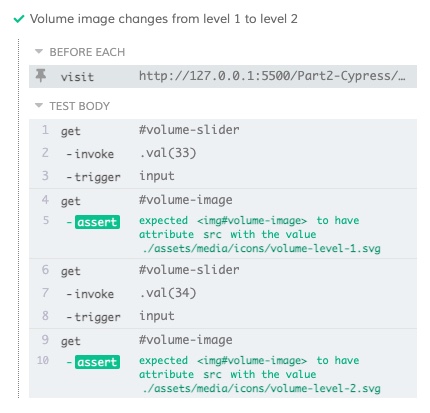 Volume image changes from level 1 to level 2
BEFORE EACH
visit http://127.0.0.1:5500/Part2-Cypress/…
TEST BODY
1 get #volume-slider
2 -invoke .val(33)
3 -trigger input
4 get #volume-image
5 -assert expected <img#volume-image> to have
attribute src with the value
./assets/media/icons/volume-level-1.svg
6 get #volume-slider
7 -invoke .val(34)
8 -trigger input
9 get #volume-image
10 -assert expected <img#volume-image> to have
attribute src with the value
./assets/media/icons/volume-level-2.svg